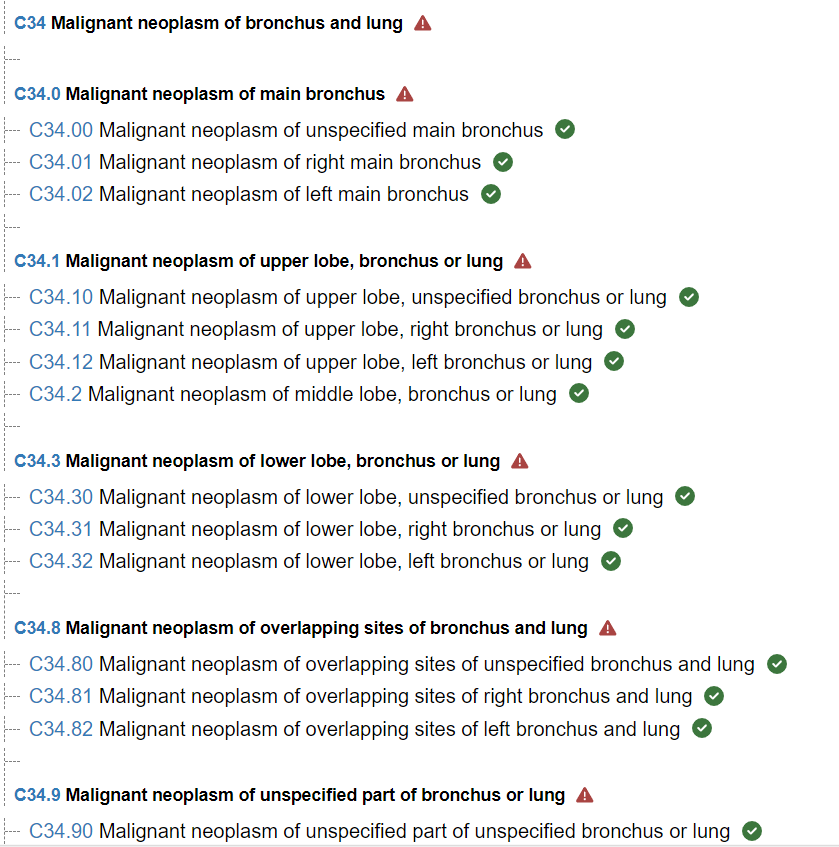 C34 Malignant neoplasm of bronchus and lung
C34.0 Malignant neoplasm of main bronchus
C34.00 Malignant neoplasm of unspecified main bronchus
C34.01 Malignant neoplasm of right main bronchus
C34.02 Malignant neoplasm of left main bronchus
C34.1 Malignant neoplasm of upper lobe, bronchus or lung
C34.10 Malignant neoplasm of upper lobe, unspecified bronchus or lung
C34.11 Malignant neoplasm of upper lobe, right bronchus or lung
C34.12 Malignant neoplasm of upper lobe, left bronchus or lung
C34.2 Malignant neoplasm of middle lobe, bronchus or lung
C34.3 Malignant neoplasm of lower lobe, bronchus or lung
C34.30 Malignant neoplasm of lower lobe, unspecified bronchus or lung
C34.31 Malignant neoplasm of lower lobe, right bronchus or lung
C34.32 Malignant neoplasm of lower lobe, left bronchus or lung
C34.8 Malignant neoplasm of overlapping sites of bronchus and lung
C34.80 Malignant neoplasm of overlapping sites of unspecified bronchus and lung
C34.81 Malignant neoplasm of overlapping sites of right bronchus and lung
C34.82 Malignant neoplasm of overlapping sites of left bronchus and lung
C34.9 Malignant neoplasm of unspecified part of bronchus or lung
C34.90 Malignant neoplasm of unspecified part of unspecified bronchus or lung